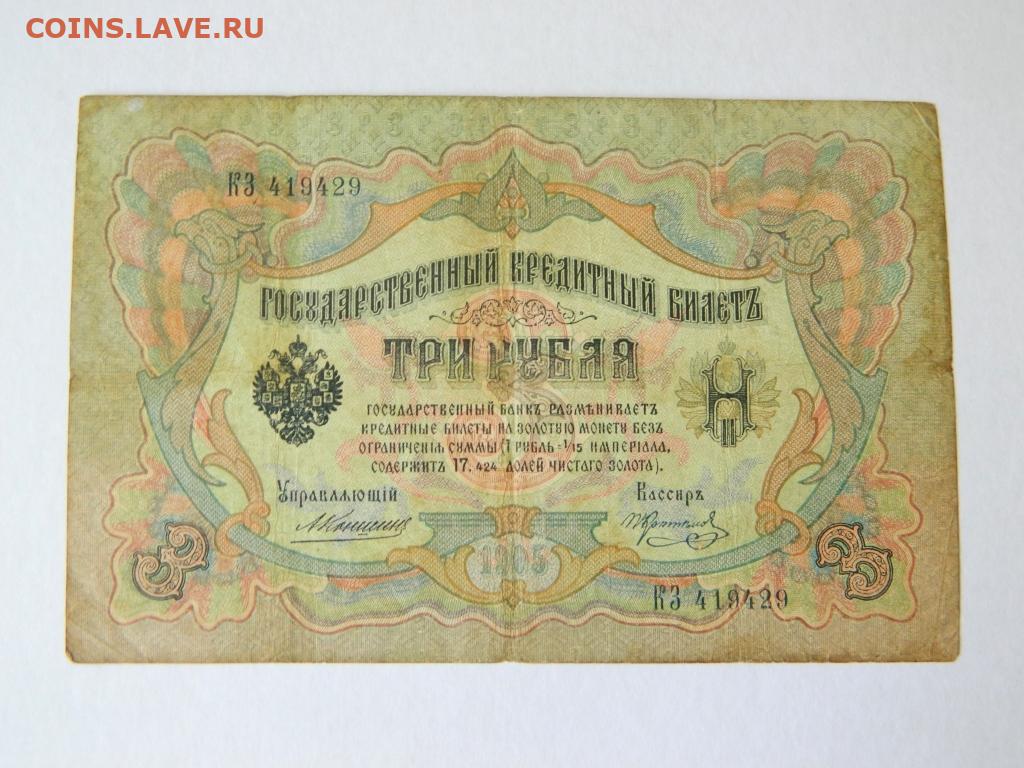 COINS.LAVE.RU
КЗ 419429
ГОСУДАРСТВЕННЫЙ КРЕДИТНЫЙ БИЛЕТЪ
ТРИ РУБЛЯ
ГОСУДАРСТВЕННЫЙ БАНКЪ РАЗМѢНИВАЕТЪ
КРЕДИТНЫЕ БИЛЕТЫ НА ЗОЛОТУЮ МОНЕТУ БЕЗЪ
ОГРАНИЧЕНІЯ СУММЫ (1 РУБЛЬ = 1/15 ИМПЕРІАЛА,
СОДЕРЖИТЪ 17,424 ДОЛЕЙ ЧИСТАГО ЗОЛОТА).
Управляющій Кассиръ
1905
3 3
КЗ 419429